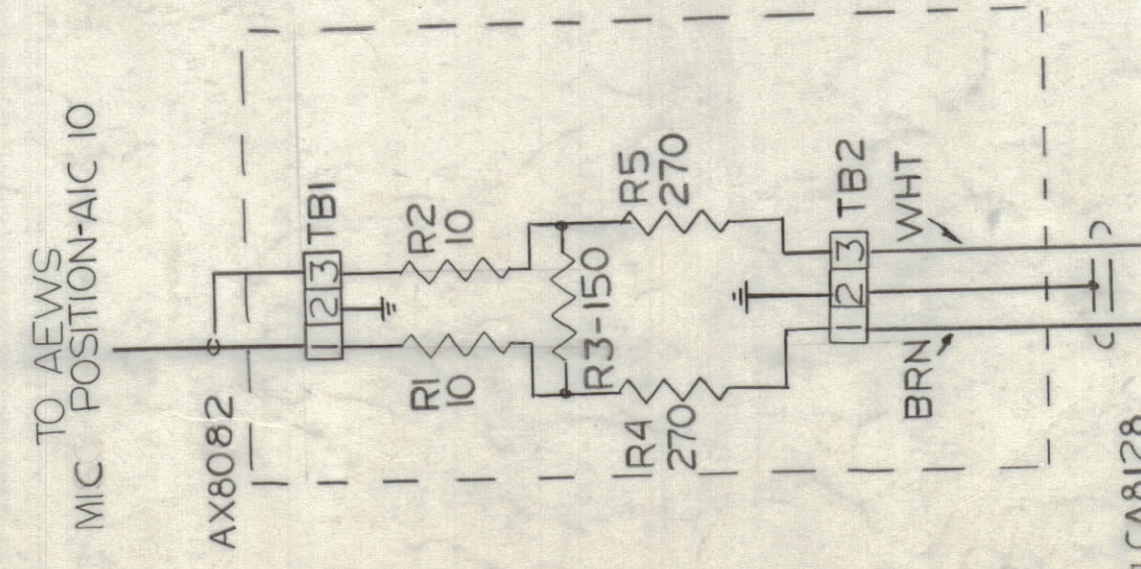 TO AEWS
MIC POSITION-AIC 10
AX8082
1 2 3 TB1
R1
10
R2
10
R3-150
R4
270
R5
270
1 2 3 TB2
BRN
WHT
CA8128